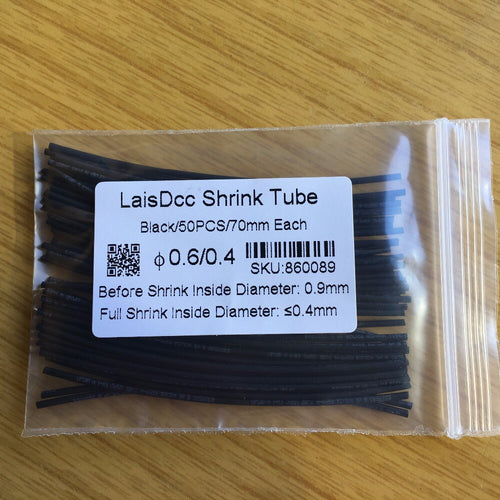 LaisDcc Shrink Tube
Black/50PCS/70mm Each
ϕ0.6/0.4
SKU:860089
Before Shrink Inside Diameter: 0.9mm
Full Shrink Inside Diameter: ≤0.4mm